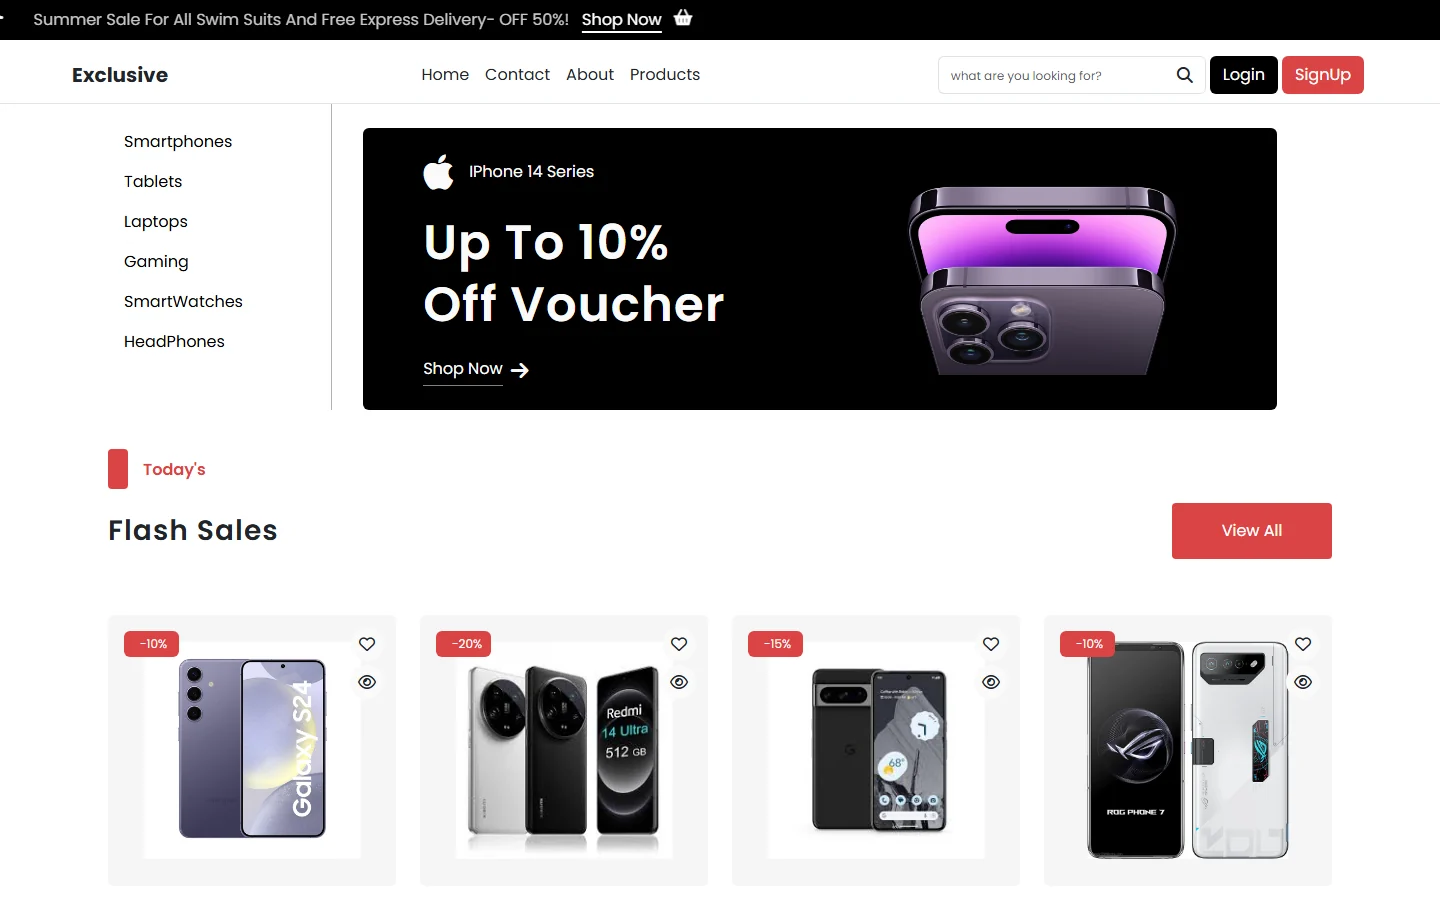 Summer Sale For All Swim Suits And Free Express Delivery- OFF 50%! Shop Now
Exclusive
Home Contact About Products
what are you looking for?
Login
SignUp
Smartphones
Tablets
Laptops
Gaming
SmartWatches
HeadPhones
IPhone 14 Series
Up To 10%
Off Voucher
Shop Now
Today's
Flash Sales
View All
-10%
Galaxy S24
-20%
Redmi
14 Ultra
512 GB
-15%
68°
-10%
ROG PHONE 7